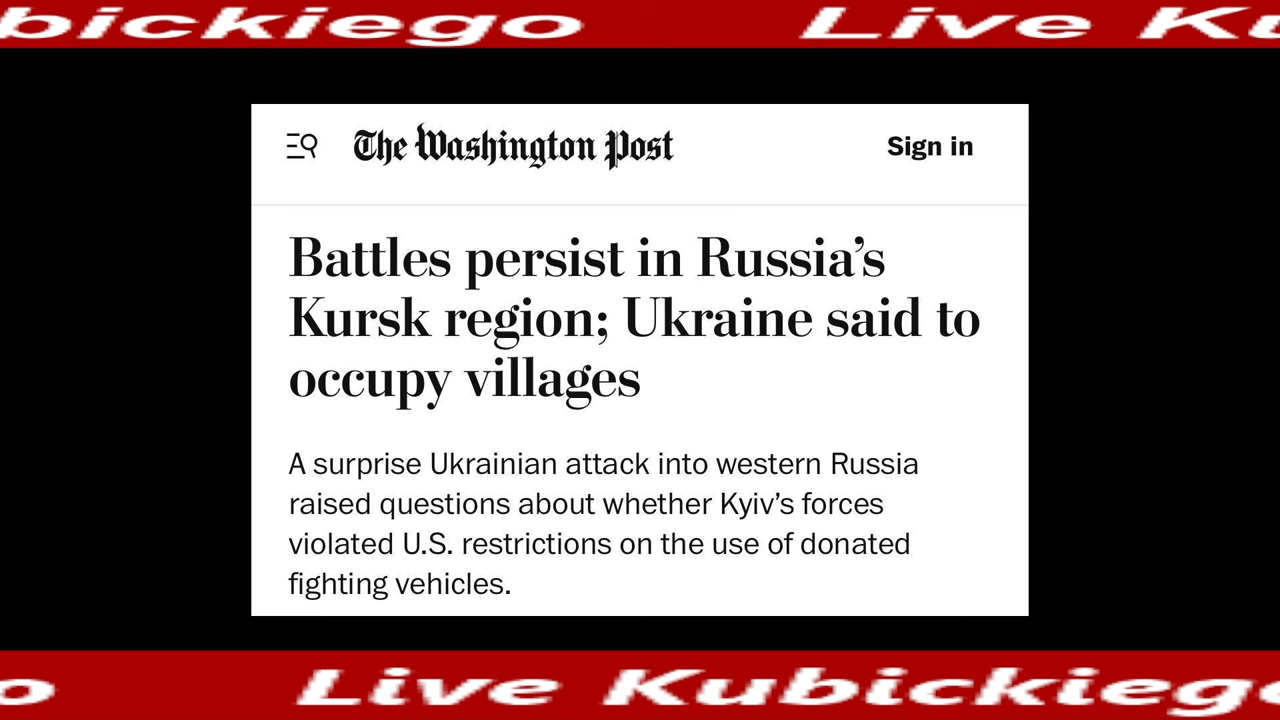 bickiego Live Ku
The Washington Post
Sign in
Battles persist in Russia’s
Kursk region; Ukraine said to
occupy villages
A surprise Ukrainian attack into western Russia
raised questions about whether Kyiv’s forces
violated U.S. restrictions on the use of donated
fighting vehicles.
o Live Kubickiego